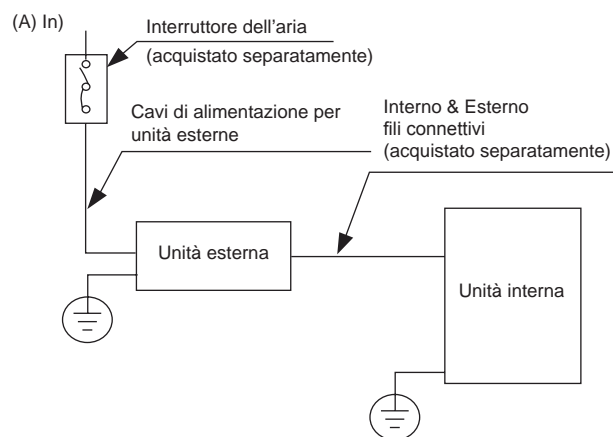 (A) In)
Interruttore dell'aria
(acquistato separatamente)
Cavi di alimentazione per
unità esterne
Interno & Esterno
fili connettivi
(acquistato separatamente)
Unità esterna
Unità interna